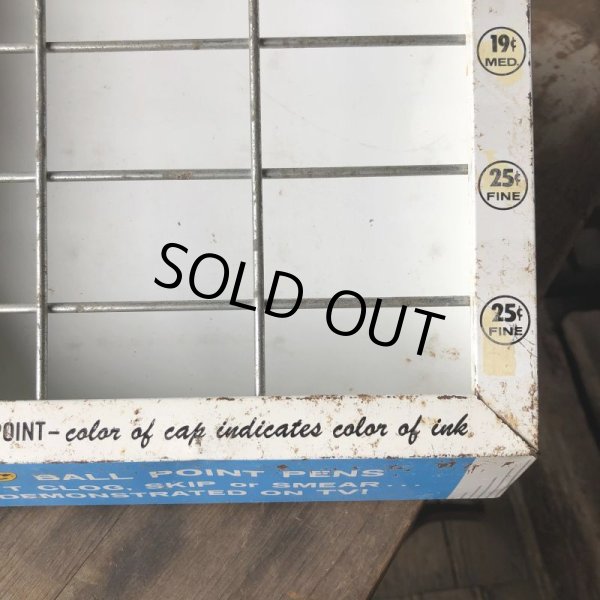 19¢
MED.
25¢
FINE
25¢
FINE
SOLD OUT
POINT-color of cap indicates color of ink
BALL POINT PENS
CLOG, SKIP or SMEAR...
DEMONSTRATED ON TV!